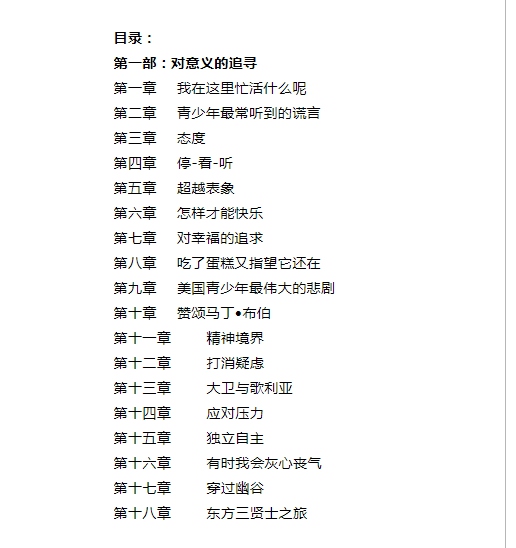 目录：
第一部：对意义的追寻
第一章 我在这里忙活什么呢
第二章 青少年最常听到的谎言
第三章 态度
第四章 停-看-听
第五章 超越表象
第六章 怎样才能快乐
第七章 对幸福的追求
第八章 吃了蛋糕又指望它还在
第九章 美国青少年最伟大的悲剧
第十章 赞颂马丁•布伯
第十一章 精神境界
第十二章 打消疑虑
第十三章 大卫与歌利亚
第十四章 应对压力
第十五章 独立自主
第十六章 有时我会灰心丧气
第十七章 穿过幽谷
第十八章 东方三贤士之旅